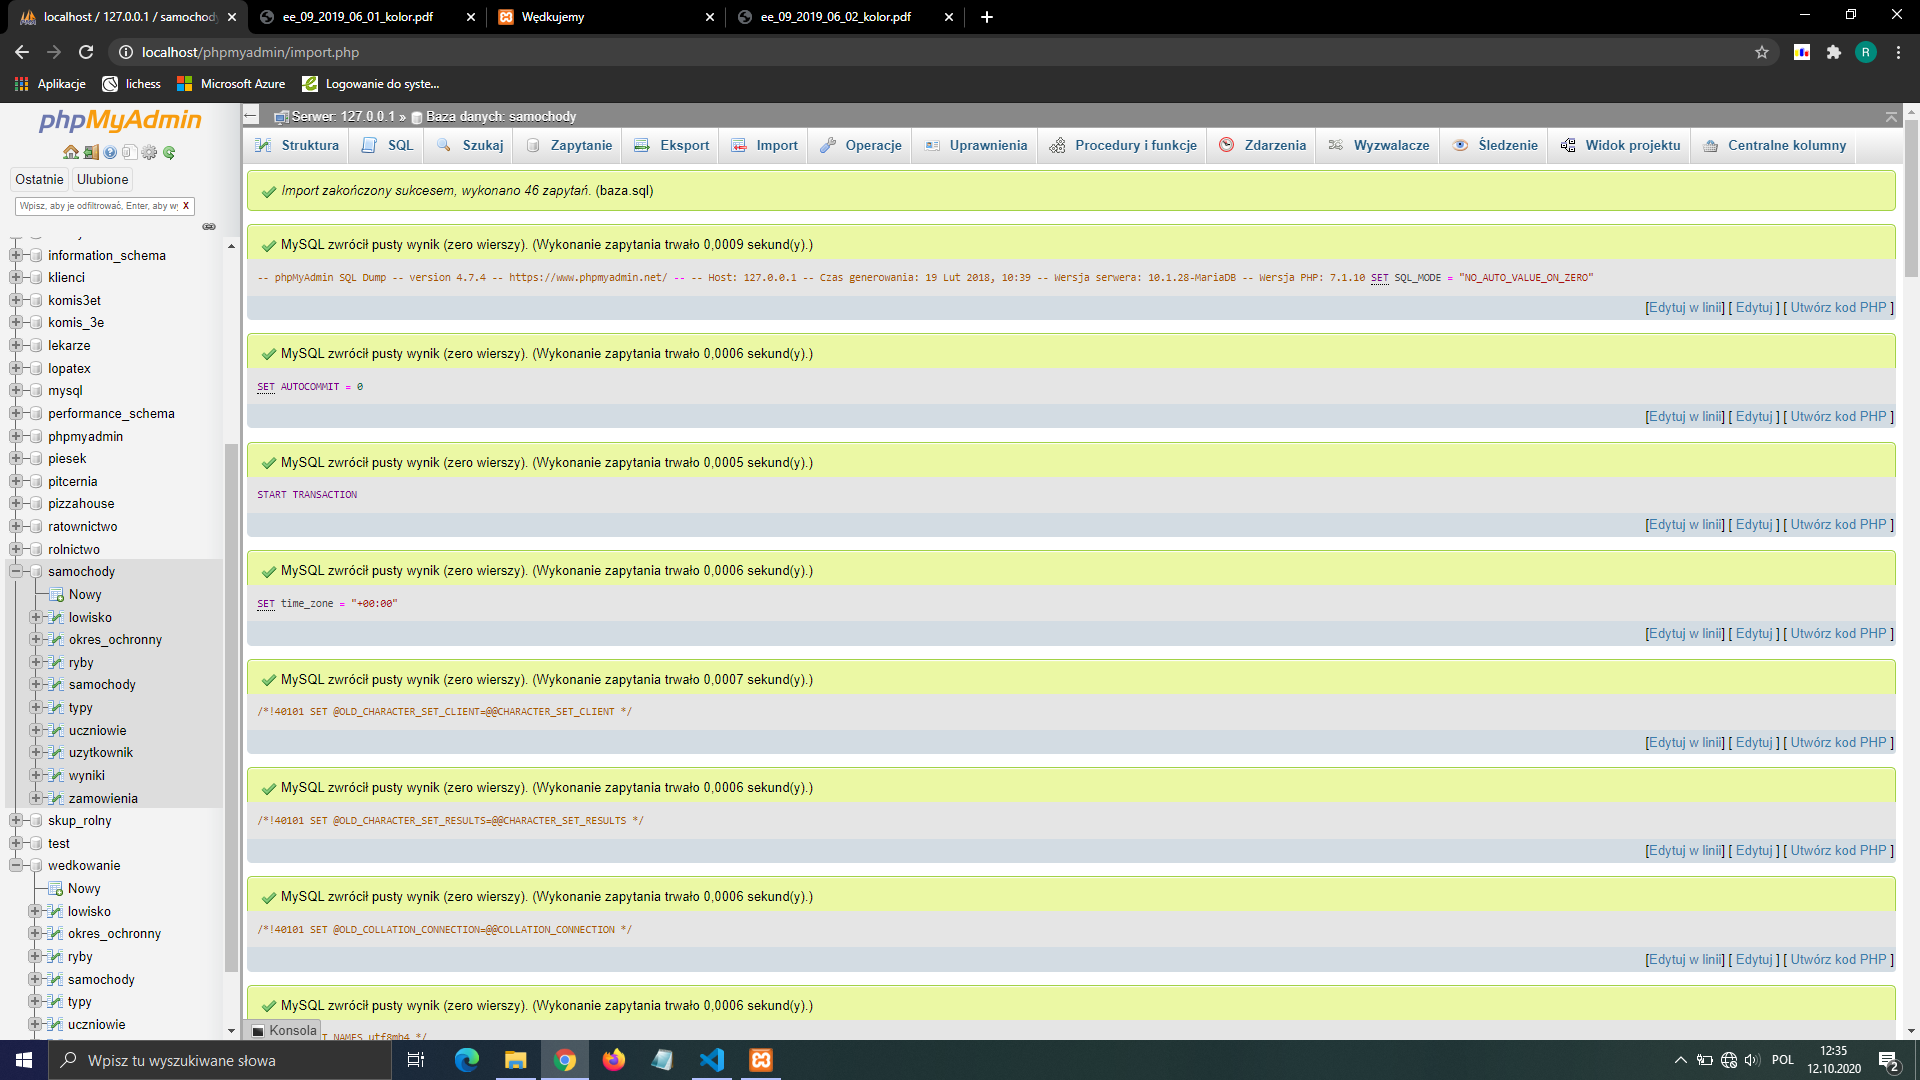 localhost / 127.0.0.1 / samochody
ee_09_2019_06_01_kolor.pdf
Wędkujemy
ee_09_2019_06_02_kolor.pdf
localhost/phpmyadmin/import.php
R
Aplikacje
lichess
Microsoft Azure
Logowanie do syste...
phpMyAdmin
Ostatnie
Ulubione
Wpisz, aby je odfiltrować, Enter, aby wy
X
information_schema
klienci
komis3et
komis_3e
lekarze
lopatex
mysql
performance_schema
phpmyadmin
piesek
pitcernia
pizzahouse
ratownictwo
rolnictwo
samochody
Nowy
lowisko
okres_ochronny
ryby
samochody
typy
uczniowie
uzytkownik
wyniki
zamowienia
skup_rolny
test
wedkowanie
Nowy
lowisko
okres_ochronny
ryby
samochody
typy
uczniowie
Serwer: 127.0.0.1 » Baza danych: samochody
Struktura
SQL
Szukaj
Zapytanie
Eksport
Import
Operacje
Uprawnienia
Procedury i funkcje
Zdarzenia
Wyzwalacze
Śledzenie
Widok projektu
Centralne kolumny
Import zakończony sukcesem, wykonano 46 zapytań. (baza.sql)
MySQL zwrócił pusty wynik (zero wierszy). (Wykonanie zapytania trwało 0,0009 sekund(y).)
-- phpMyAdmin SQL Dump -- version 4.7.4 -- https://www.phpmyadmin.net/ -- -- Host: 127.0.0.1 -- Czas generowania: 19 Lut 2018, 10:39 -- Wersja serwera: 10.1.28-MariaDB -- Wersja PHP: 7.1.10 SET SQL_MODE = "NO_AUTO_VALUE_ON_ZERO"
[Edytuj w linii] [ Edytuj ] [ Utwórz kod PHP ]
MySQL zwrócił pusty wynik (zero wierszy). (Wykonanie zapytania trwało 0,0006 sekund(y).)
SET AUTOCOMMIT = 0
[Edytuj w linii] [ Edytuj ] [ Utwórz kod PHP ]
MySQL zwrócił pusty wynik (zero wierszy). (Wykonanie zapytania trwało 0,0005 sekund(y).)
START TRANSACTION
[Edytuj w linii] [ Edytuj ] [ Utwórz kod PHP ]
MySQL zwrócił pusty wynik (zero wierszy). (Wykonanie zapytania trwało 0,0006 sekund(y).)
SET time_zone = "+00:00"
[Edytuj w linii] [ Edytuj ] [ Utwórz kod PHP ]
MySQL zwrócił pusty wynik (zero wierszy). (Wykonanie zapytania trwało 0,0007 sekund(y).)
/*!40101 SET @OLD_CHARACTER_SET_CLIENT=@@CHARACTER_SET_CLIENT */
[Edytuj w linii] [ Edytuj ] [ Utwórz kod PHP ]
MySQL zwrócił pusty wynik (zero wierszy). (Wykonanie zapytania trwało 0,0006 sekund(y).)
/*!40101 SET @OLD_CHARACTER_SET_RESULTS=@@CHARACTER_SET_RESULTS */
[Edytuj w linii] [ Edytuj ] [ Utwórz kod PHP ]
MySQL zwrócił pusty wynik (zero wierszy). (Wykonanie zapytania trwało 0,0006 sekund(y).)
/*!40101 SET @OLD_COLLATION_CONNECTION=@@COLLATION_CONNECTION */
[Edytuj w linii] [ Edytuj ] [ Utwórz kod PHP ]
MySQL zwrócił pusty wynik (zero wierszy). (Wykonanie zapytania trwało 0,0006 sekund(y).)
Konsola
T NAMES utf8mb4 */
Wpisz tu wyszukiwane słowa
POL
12:35
12.10.2020
2